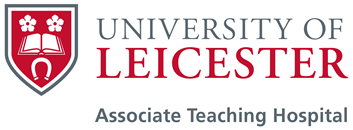 UNIVERSITY OF
LEICESTER
Associate Teaching Hospital